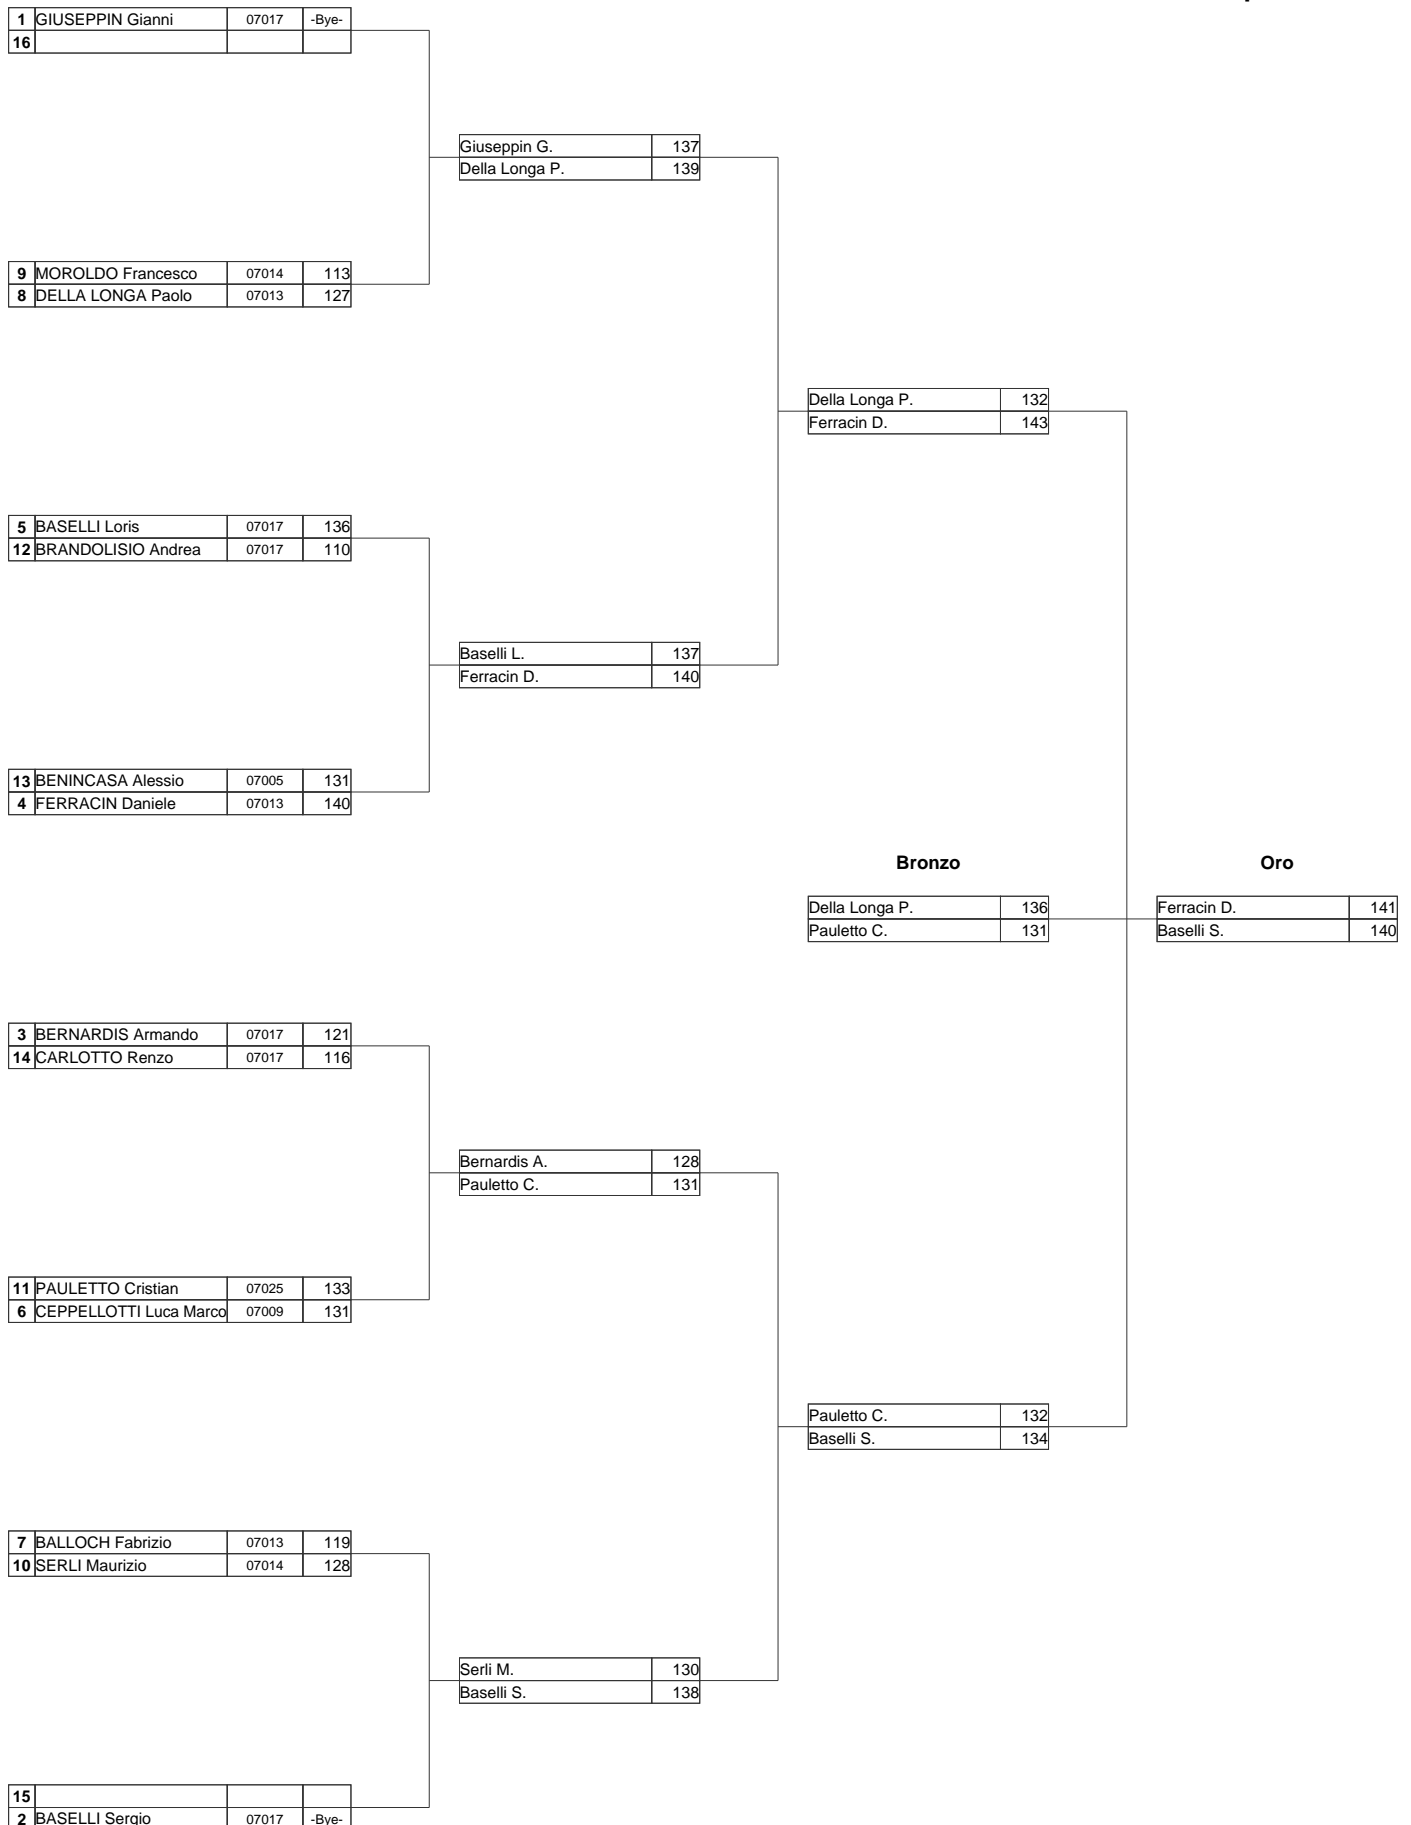 1 GIUSEPPIN Gianni 07017 -Bye-
16
Giuseppin G. 137
Della Longa P. 139
9 MOROLDO Francesco 07014 113
8 DELLA LONGA Paolo 07013 127
Della Longa P. 132
Ferracin D. 143
5 BASELLI Loris 07017 136
12 BRANDOLISIO Andrea 07017 110
Baselli L. 137
Ferracin D. 140
13 BENINCASA Alessio 07005 131
4 FERRACIN Daniele 07013 140
Bronzo Oro
Della Longa P. 136 Ferracin D. 141
Pauletto C. 131 Baselli S. 140
3 BERNARDIS Armando 07017 121
14 CARLOTTO Renzo 07017 116
Bernardis A. 128
Pauletto C. 131
11 PAULETTO Cristian 07025 133
6 CEPPELLOTTI Luca Marco 07009 131
Pauletto C. 132
Baselli S. 134
7 BALLOCH Fabrizio 07013 119
10 SERLI Maurizio 07014 128
Serli M. 130
Baselli S. 138
15
2 BASELLI Sergio 07017 -Bye-